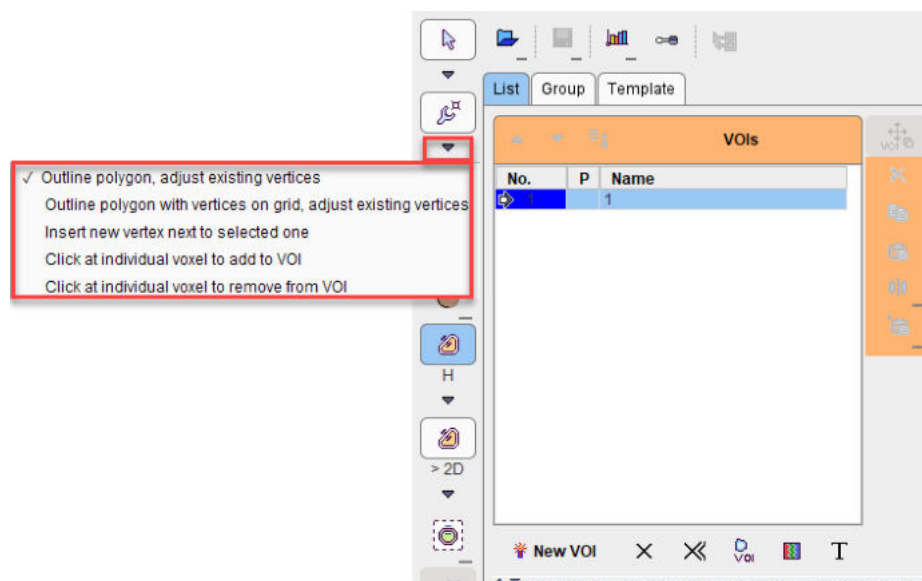 List Group Template
VOIs
VOI
No. P Name
1 1
✓ Outline polygon, adjust existing vertices
Outline polygon with vertices on grid, adjust existing vertices
Insert new vertex next to selected one
Click at individual voxel to add to VOI
Click at individual voxel to remove from VOI
H
> 2D
New VOI
VOI
T